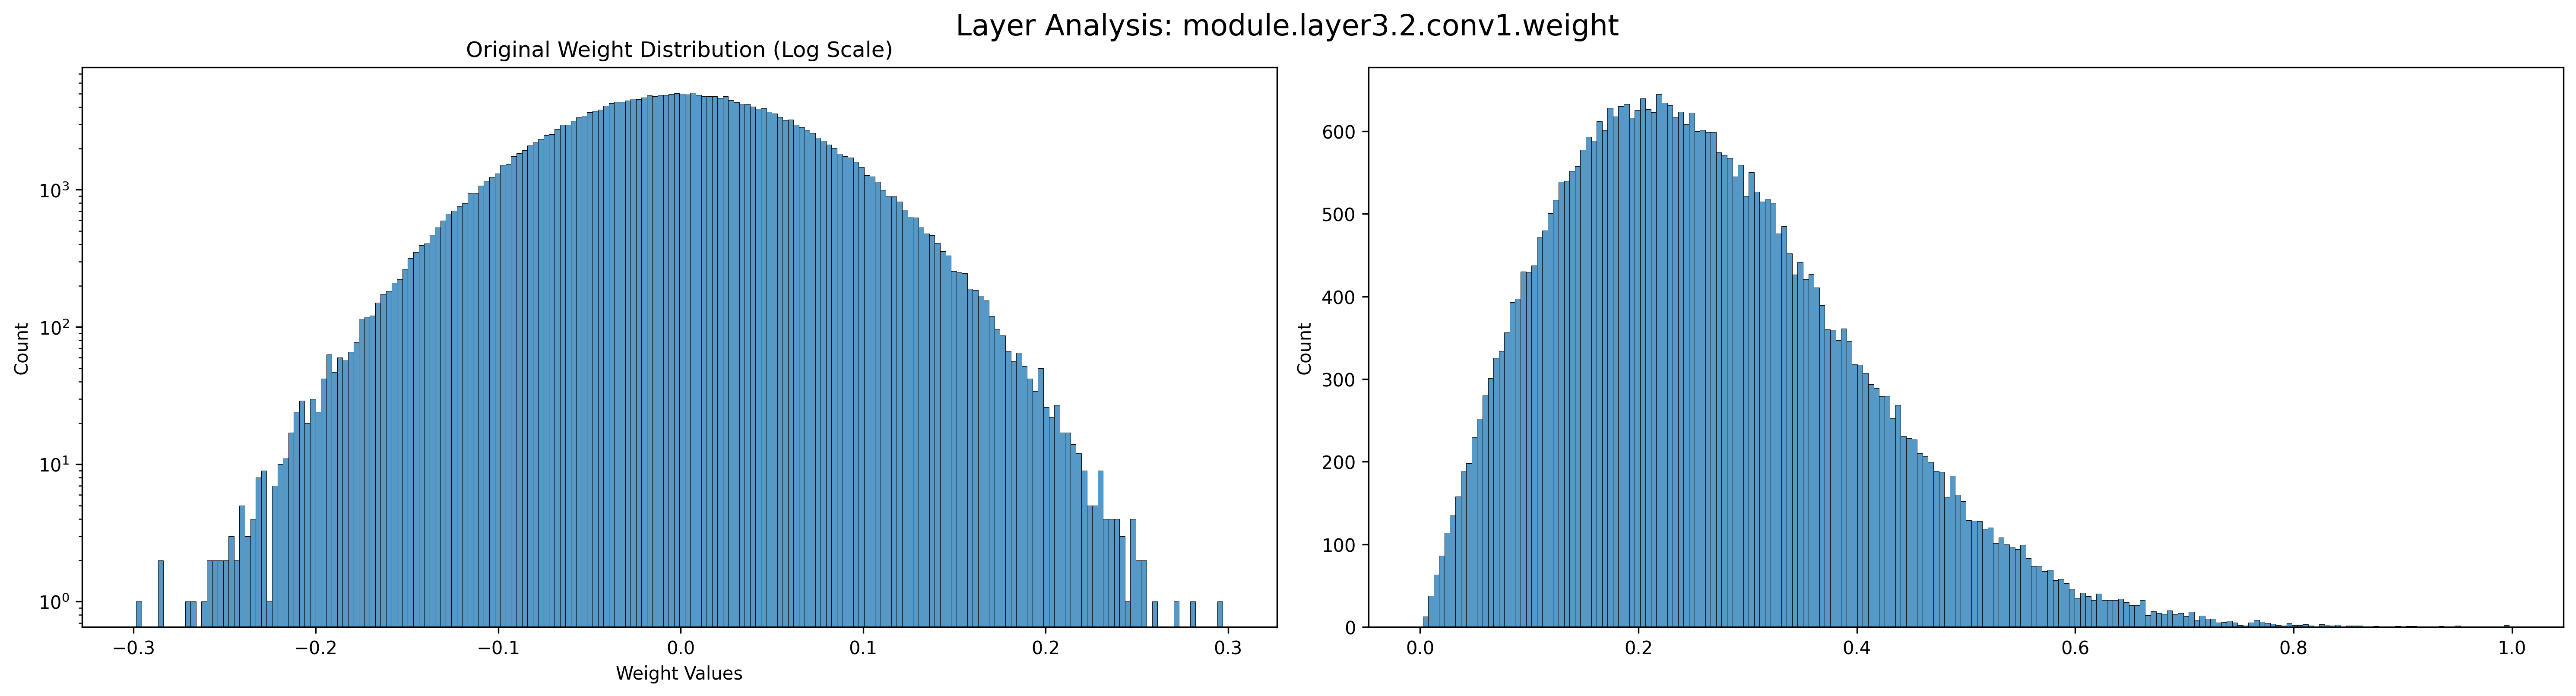 Layer Analysis: module.layer3.2.conv1.weight
Original Weight Distribution (Log Scale)
Count
10³
10²
10¹
10⁰
−0.3 −0.2 −0.1 0.0 0.1 0.2 0.3
Weight Values
Count
600
500
400
300
200
100
0
0.0 0.2 0.4 0.6 0.8 1.0